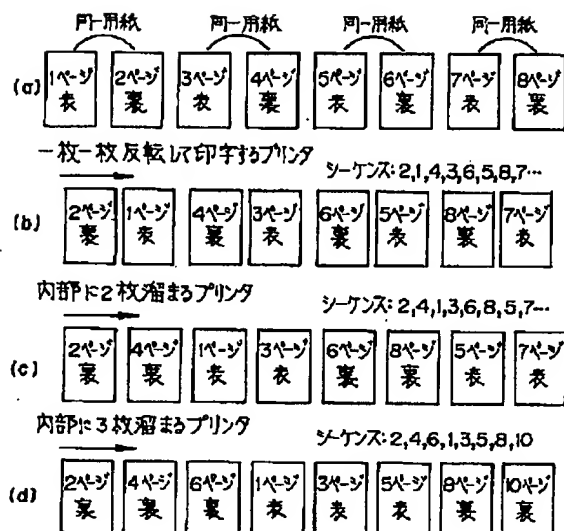 同一用紙 同一用紙 同一用紙 同一用紙
(a) 1ページ表 2ページ裏 3ページ表 4ページ裏 5ページ表 6ページ裏 7ページ表 8ページ裏
一枚一枚反転して印字するプリンタ
シーケンス:2,1,4,3,6,5,8,7…
(b) 2ページ裏 1ページ表 4ページ裏 3ページ表 6ページ裏 5ページ表 8ページ裏 7ページ表
内部に2枚溜まるプリンタ
シーケンス:2,4,1,3,6,8,5,7…
(c) 2ページ裏 4ページ裏 1ページ表 3ページ表 6ページ裏 8ページ裏 5ページ表 7ページ表
内部に3枚溜まるプリンタ
シーケンズ:2,4,6,1,3,5,8,10
(d) 2ページ裏 4ページ裏 6ページ裏 1ページ表 3ページ表 5ページ表 8ページ裏 10ページ裏